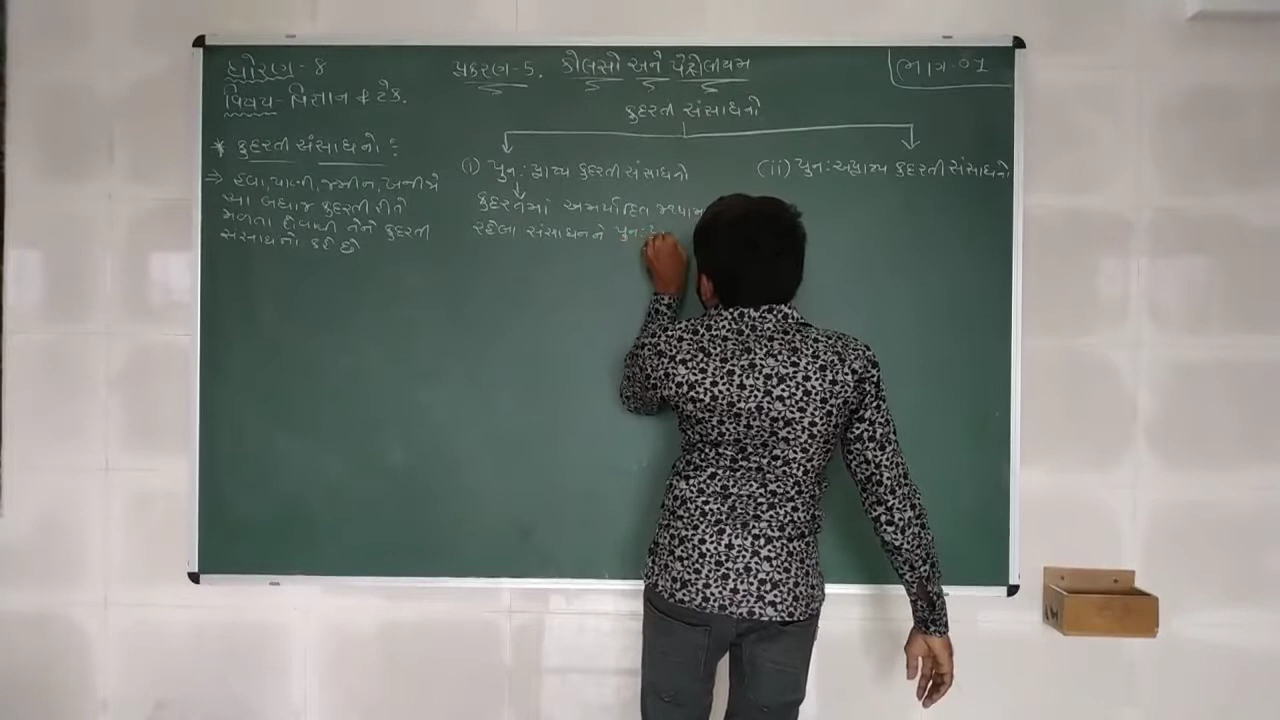 ધોરણ - 8
વિષય - વિજ્ઞાન & ટેક.
પ્રકરણ - 5. કોલસો અને પેટ્રોલીયમ
ભાગ - 01
* કુદરતી સંસાધનો :
⇒ હવા, પાણી, જમીન, ખનીજે
આ બધાજ કુદરતી રીતે
મળતા હોવાથી તેને કુદરતી
સંસાધનો કહે છે
કુદરતી સંસાધનો
(i) પુનઃપ્રાપ્ય કુદરતી સંસાધનો
કુદરતમાં અમર્યાદિત
રહેલા સંસાધનને પુનઃ
(ii) પુનઃઅપ્રાપ્ય કુદરતી સંસાધનો